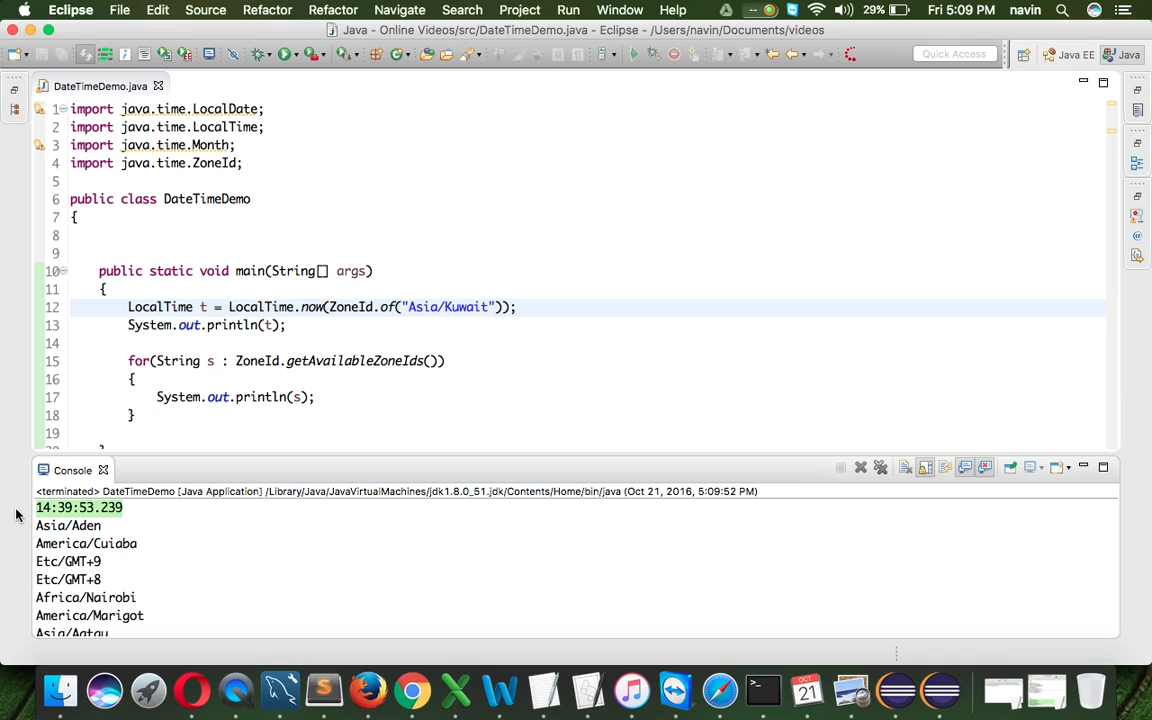 Eclipse File Edit Source Refactor Refactor Navigate Search Project Run Window Help 29% Fri 5:09 PM navin
Java - Online Videos/src/DateTimeDemo.java - Eclipse - /Users/navin/Documents/videos
Quick Access Java EE Java
DateTimeDemo.java
1 import java.time.LocalDate;
2 import java.time.LocalTime;
3 import java.time.Month;
4 import java.time.ZoneId;
5
6 public class DateTimeDemo
7 {
8
9
10 public static void main(String[] args)
11 {
12 LocalTime t = LocalTime.now(ZoneId.of("Asia/Kuwait"));
13 System.out.println(t);
14
15 for(String s : ZoneId.getAvailableZoneIds())
16 {
17 System.out.println(s);
18 }
19
Console
<terminated> DateTimeDemo [Java Application] /Library/Java/JavaVirtualMachines/jdk1.8.0_51.jdk/Contents/Home/bin/java (Oct 21, 2016, 5:09:52 PM)
14:39:53.239
Asia/Aden
America/Cuiaba
Etc/GMT+9
Etc/GMT+8
Africa/Nairobi
America/Marigot
Asia/Aqtau
OCT
21